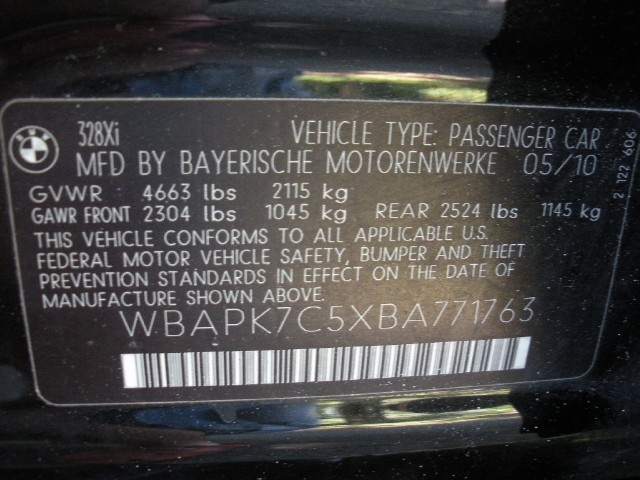 BMW
328Xi VEHICLE TYPE: PASSENGER CAR
MFD BY BAYERISCHE MOTORENWERKE 05/10
GVWR 4663 lbs 2115 kg
GAWR FRONT 2304 lbs 1045 kg REAR 2524 lbs 1145 kg
THIS VEHICLE CONFORMS TO ALL APPLICABLE U.S.
FEDERAL MOTOR VEHICLE SAFETY, BUMPER AND THEFT
PREVENTION STANDARDS IN EFFECT ON THE DATE OF
MANUFACTURE SHOWN ABOVE.
WBAPK7C5XBA771763
2 122 606